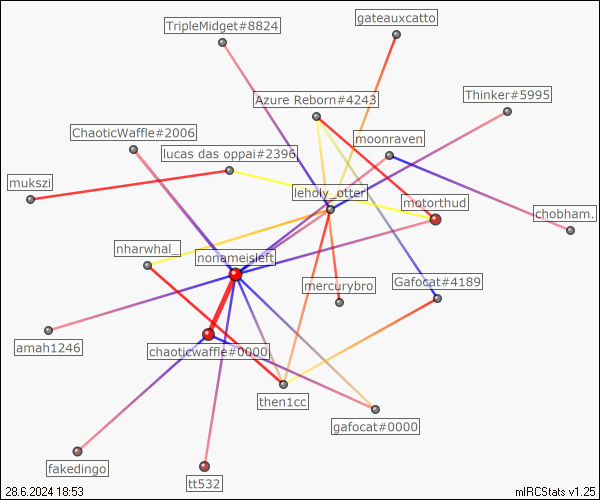 gateauxcatto
TripleMidget#8824
Thinker#5995
Azure Reborn#4243
ChaoticWaffle#2006
moonraven
lucas das oppai#2396
mukszi
leholy_otter
motorthud
chobham.
nharwhal_
nonameisleft
Gafocat#4189
mercurybro
amah1246
chaoticwaffle#0000
then1cc
gafocat#0000
fakedingo
tt532
28.6.2024 18:53
mIRCStats v1.25